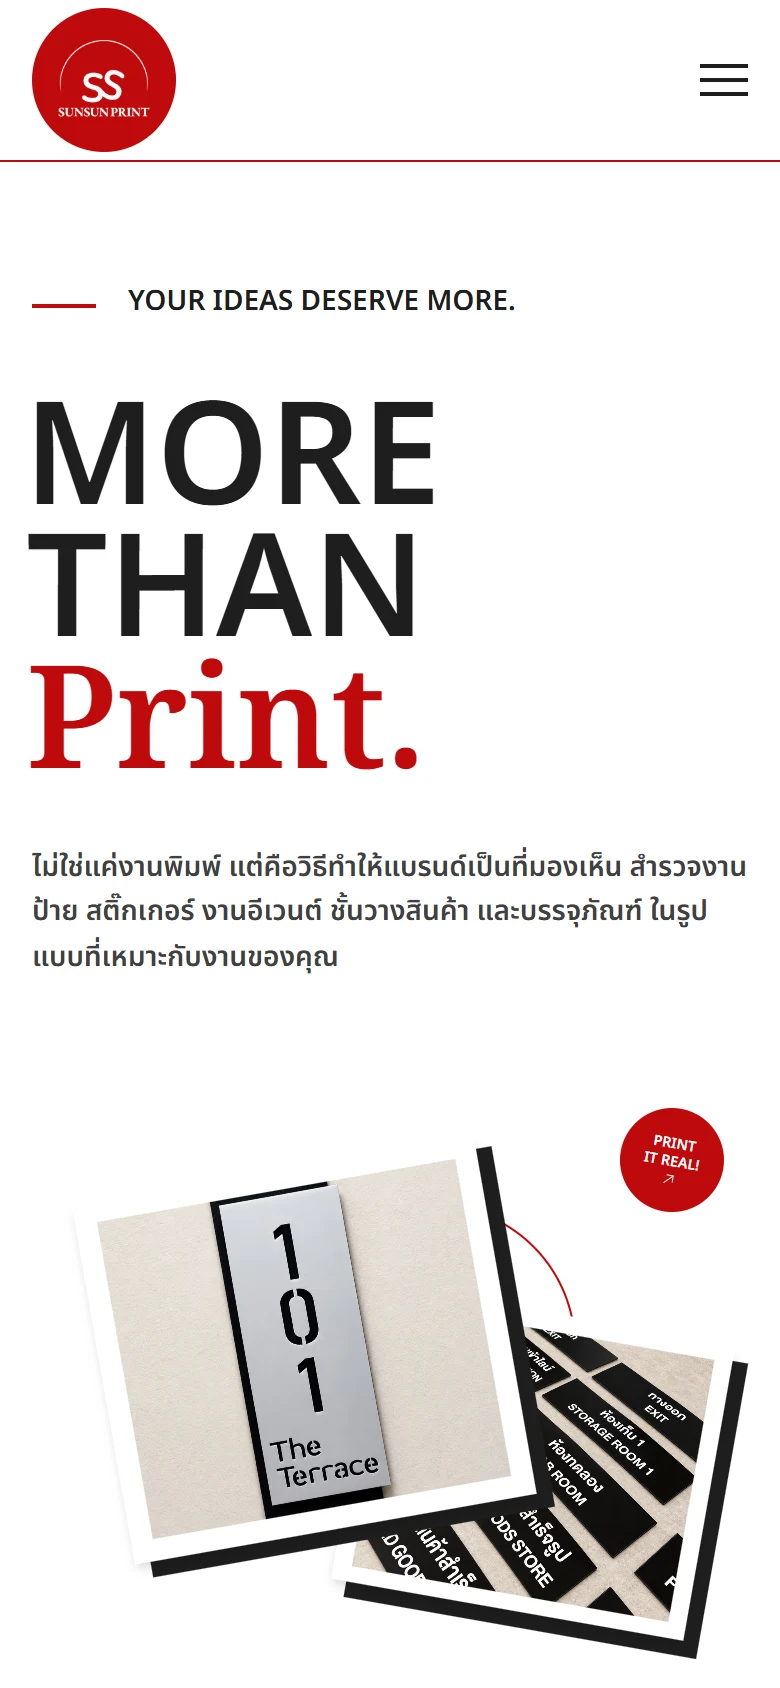 SS
SUNSUN PRINT
YOUR IDEAS DESERVE MORE.
MORE
THAN
Print.
ไม่ใช่แค่งานพิมพ์ แต่คือวิธีทำให้แบรนด์เป็นที่มองเห็น สำรวจงาน
ป้าย สติ๊กเกอร์ งานอีเวนต์ ชั้นวางสินค้า และบรรจุภัณฑ์ ในรูป
แบบที่เหมาะกับงานของคุณ
PRINT
IT REAL!
1
0
1
The
Terrace
ทางออก
EXIT
ห้องเก็บ 1
STORAGE ROOM 1
ห้องทดลอง
ROOM
สำเร็จรูป
STORE